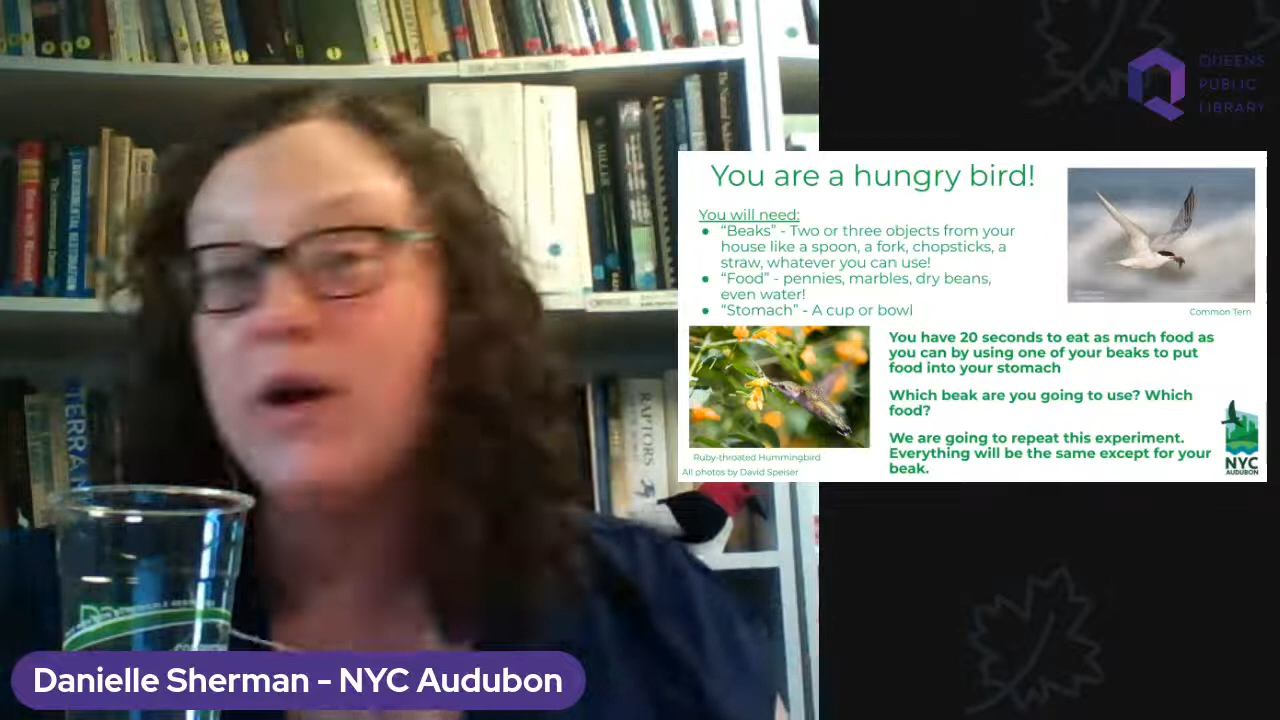 QUEENS
PUBLIC
LIBRARY
You are a hungry bird!
You will need:
● “Beaks” - Two or three objects from your
house like a spoon, a fork, chopsticks, a
straw, whatever you can use!
● “Food” - pennies, marbles, dry beans,
even water!
● “Stomach” - A cup or bowl
Common Tern
You have 20 seconds to eat as much food as
you can by using one of your beaks to put
food into your stomach
Which beak are you going to use? Which
food?
We are going to repeat this experiment.
Everything will be the same except for your
beak.
Ruby-throated Hummingbird
All photos by David Speiser
NYC
AUDUBON
MILLER
RAPTORS
Danielle Sherman - NYC Audubon